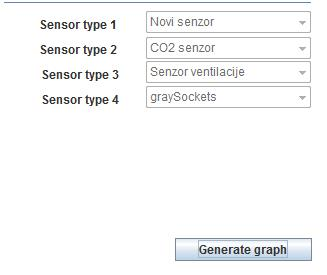 Sensor type 1 Novi senzor
Sensor type 2 CO2 senzor
Sensor type 3 Senzor ventilacije
Sensor type 4 graySockets
Generate graph